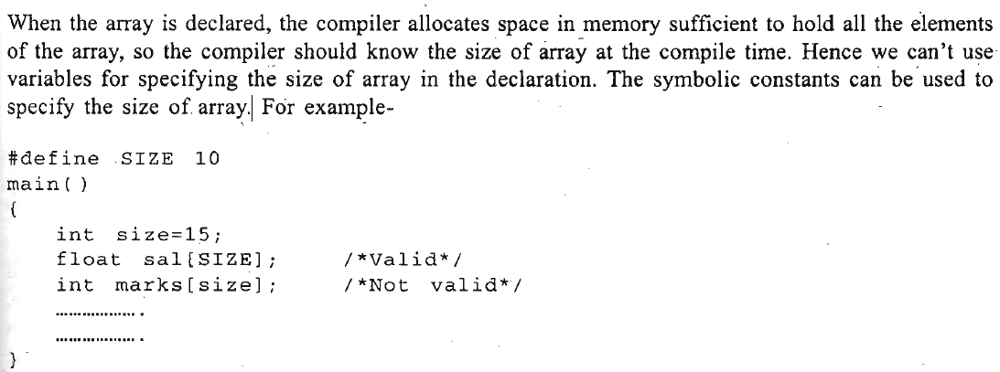 When the array is declared, the compiler allocates space in memory sufficient to hold all the elements
of the array, so the compiler should know the size of array at the compile time. Hence we can't use
variables for specifying the size of array in the declaration. The symbolic constants can be used to
specify the size of array. For example-
#define SIZE 10
main( )
{
int size=15;
float sal[SIZE]; /*Valid*/
int marks[size]; /*Not valid*/
....................
....................
}